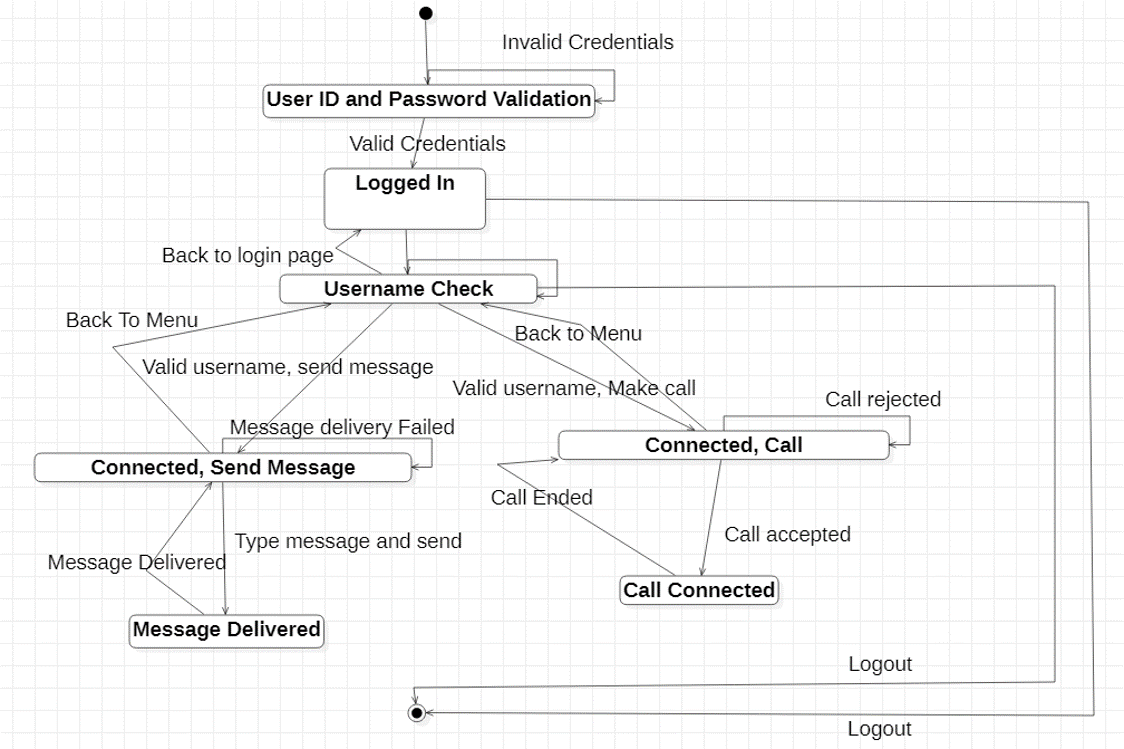 Invalid Credentials
User ID and Password Validation
Valid Credentials
Logged In
Back to login page
Username Check
Back To Menu
Back to Menu
Valid username, send message
Valid username, Make call
Call rejected
Message delivery Failed
Connected, Call
Connected, Send Message
Call Ended
Call accepted
Type message and send
Message Delivered
Call Connected
Message Delivered
Logout
Logout